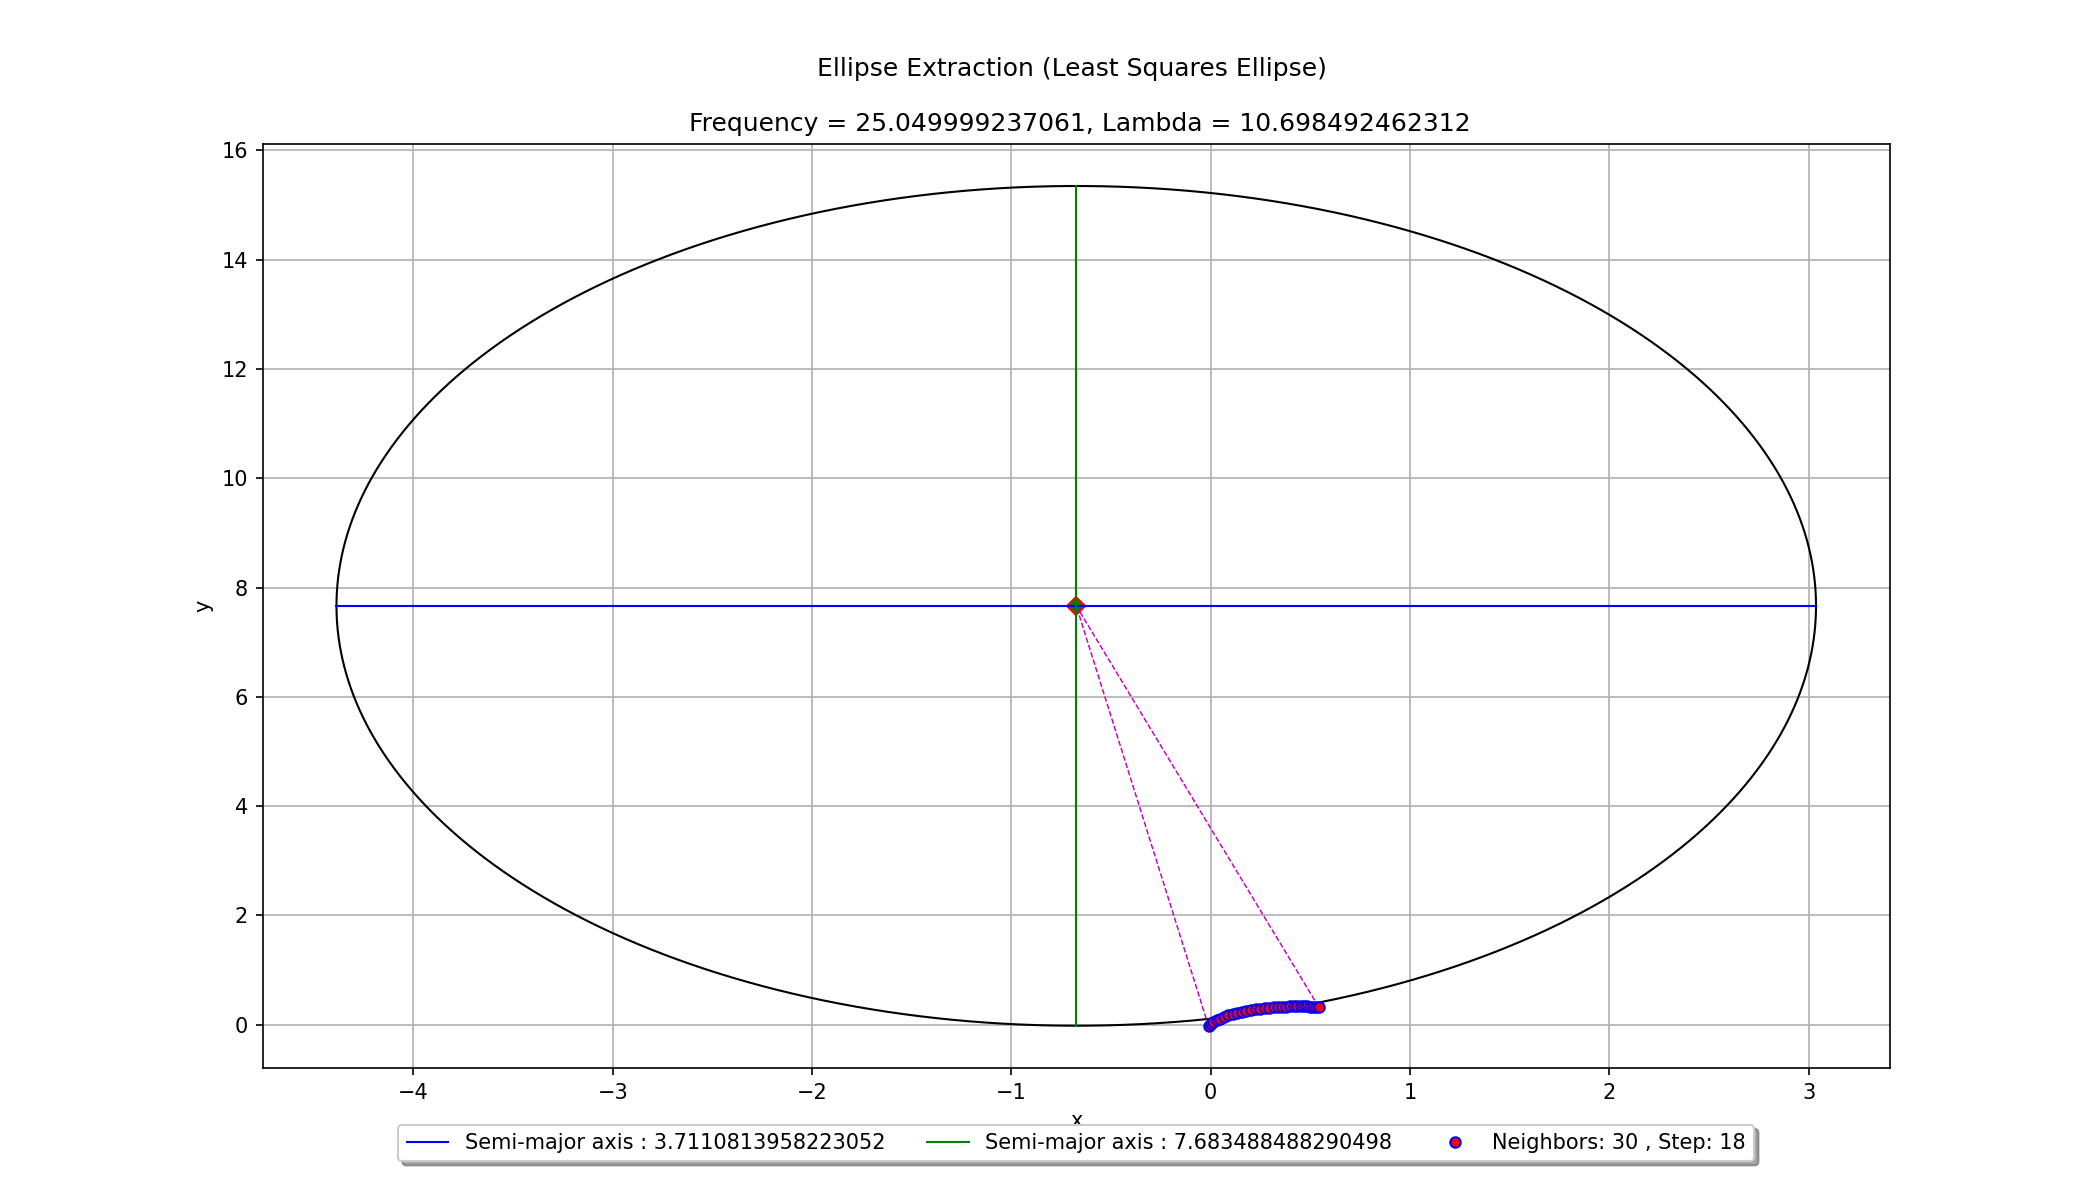 Ellipse Extraction (Least Squares Ellipse)
Frequency = 25.049999237061, Lambda = 10.698492462312
16
14
12
10
8
6
4
2
0
y
−4 −3 −2 −1 0 1 2 3
x
Semi-major axis : 3.7110813958223052 Semi-major axis : 7.683488488290498 Neighbors: 30 , Step: 18